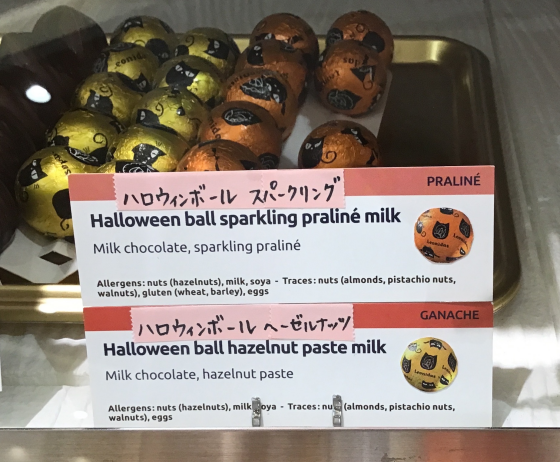 PRALINÉ
ハロウィンボール スパークリング
Halloween ball sparkling praliné milk
Milk chocolate, sparkling praliné
Leonidas
Allergens: nuts (hazelnuts), milk, soya - Traces: nuts (almonds, pistachio nuts,
walnuts), gluten (wheat, barley), eggs
GANACHE
ハロウィンボール ヘーゼルナッツ
Halloween ball hazelnut paste milk
Milk chocolate, hazelnut paste
Leonidas
Allergens: nuts (hazelnuts), milk, soya - Traces: nuts (almonds, pistachio nuts,
walnuts), eggs